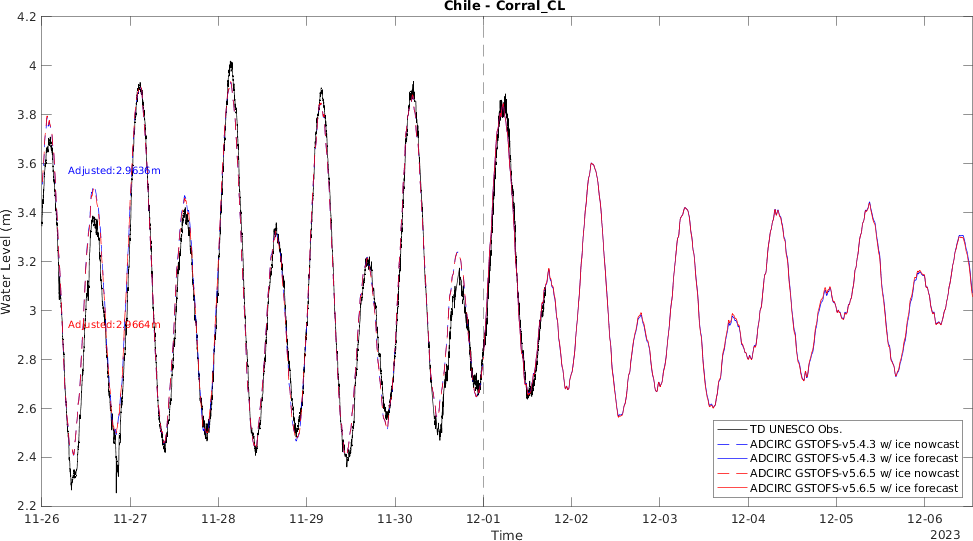 Chile - Corral_CL
4.2
4
3.8
3.6
3.4
3.2
3
2.8
2.6
2.4
2.2
Water Level (m)
Adjusted:2.9636m
Adjusted:2.9664m
TD UNESCO Obs.
ADCIRC GSTOFS-v5.4.3 w/ ice nowcast
ADCIRC GSTOFS-v5.4.3 w/ ice forecast
ADCIRC GSTOFS-v5.6.5 w/ ice nowcast
ADCIRC GSTOFS-v5.6.5 w/ ice forecast
11-26 11-27 11-28 11-29 11-30 12-01 12-02 12-03 12-04 12-05 12-06
Time
2023